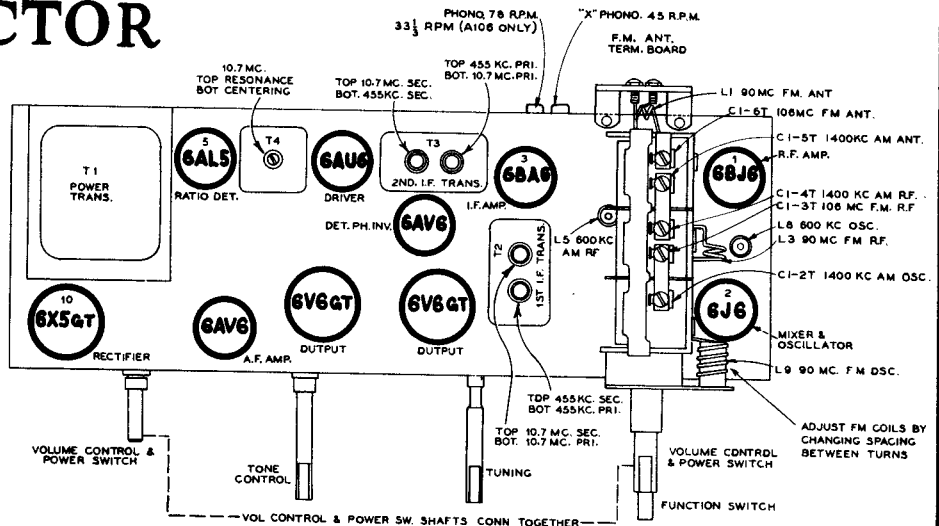 CTOR
PHONO, 78 R.P.M.
33 1/3 RPM (A106 ONLY)
"X" PHONO. 45 R.P.M.
F.M. ANT.
TERM. BOARD
10.7 MC.
TOP RESONANCE
BOT CENTERING
TOP 10.7 MC. SEC.
BOT. 455KC. SEC.
TOP 455 KC. PRI.
BOT. 10.7 MC. PRI.
L1 90MC FM. ANT
C1-6T 106MC FM ANT.
C1-5T 1400KC AM ANT.
T1
POWER
TRANS.
5
6AL5
RATIO DET.
T4
6AU6
DRIVER
T3
2ND. I.F. TRANS.
3
6BA6
I.F. AMP.
1
6BJ6
R.F. AMP.
6AV6
DET. PH. INV.
C1-4T 1400 KC AM RF.
C1-3T 106 MC F.M. R.F
L5 600 KC
AM RF
L8 600 KC OSC.
L3 90 MC FM RF.
C1-2T 1400 KC AM OSC.
T2
1ST I.F. TRANS.
10
6X5GT
RECTIFIER
6AV6
A.F. AMP.
6V6GT
OUTPUT
6V6GT
OUTPUT
2
6J6
MIXER &
OSCILLATOR
L9 90 MC. FM OSC.
TOP 455KC. SEC.
BOT 455KC. PRI.
TOP 10.7 MC. SEC.
BOT. 10.7 MC. PRI.
ADJUST FM COILS BY
CHANGING SPACING
BETWEEN TURNS
VOLUME CONTROL &
POWER SWITCH
TONE
CONTROL
TUNING
VOLUME CONTROL
& POWER SWITCH
FUNCTION SWITCH
VOL CONTROL & POWER SW. SHAFTS CONN TOGETHER